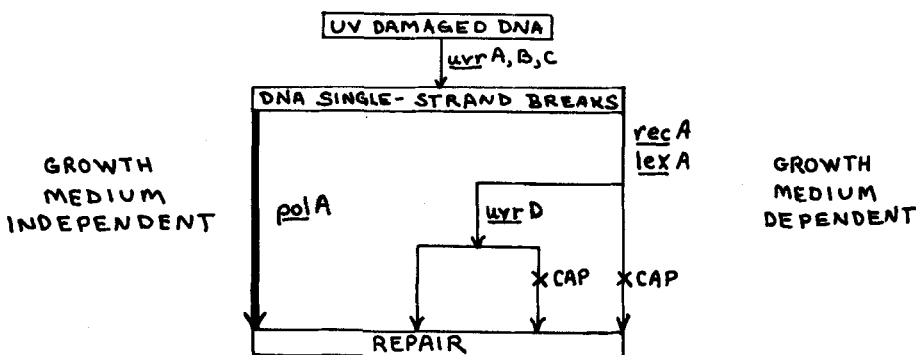 UV DAMAGED DNA
uvr A, B, C
DNA SINGLE-STRAND BREAKS
rec A
lex A
GROWTH
MEDIUM
INDEPENDENT
GROWTH
MEDIUM
DEPENDENT
pol A
uvr D
CAP
CAP
REPAIR